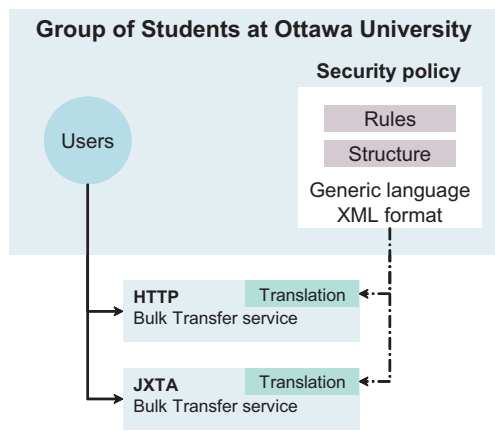 Group of Students at Ottawa University
Security policy
Users
Rules
Structure
Generic language
XML format
HTTP
Translation
Bulk Transfer service
JXTA
Translation
Bulk Transfer service